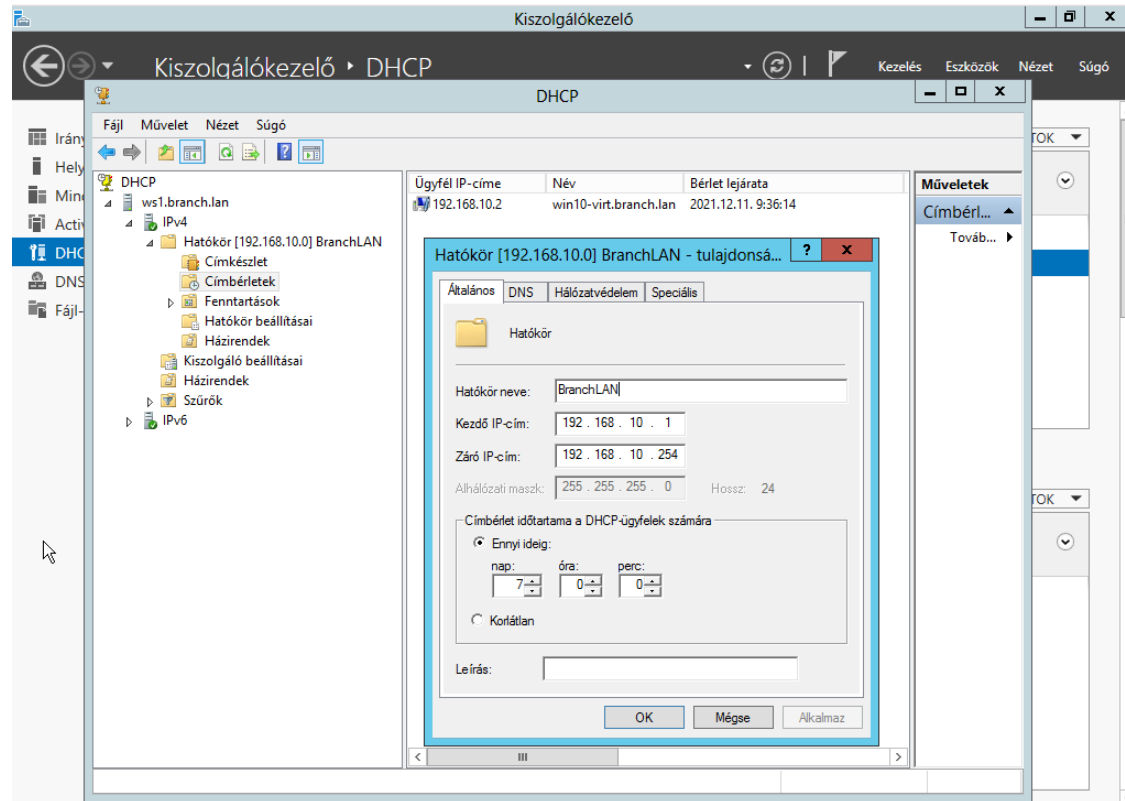 Kiszolgálókezelő
Kiszolgálókezelő ‣ DHCP
Kezelés Eszközök Nézet Súgó
DHCP
Fájl Művelet Nézet Súgó
Irány
Hely
Mind
Activ
DHC
DNS
Fájl-
TOK
TOK
DHCP
ws1.branch.lan
IPv4
Hatókör [192.168.10.0] BranchLAN
Címkészlet
Címbérletek
Fenntartások
Hatókör beállításai
Házirendek
Kiszolgáló beállításai
Házirendek
Szűrők
IPv6
Ügyfél IP-címe Név Bérlet lejárata
192.168.10.2 win10-virt.branch.lan 2021.12.11. 9:36:14
Műveletek
Címbérl...
Továb...
Hatókör [192.168.10.0] BranchLAN - tulajdonsá... ? x
Általános DNS Hálózatvédelem Speciális
Hatókör
Hatókör neve: BranchLAN
Kezdő IP-cím: 192 . 168 . 10 . 1
Záró IP-cím: 192 . 168 . 10 . 254
Alhálózati maszk: 255 . 255 . 255 . 0 Hossz: 24
Címbérlet időtartama a DHCP-ügyfelek számára
Ennyi ideig:
nap: óra: perc:
7 0 0
Korlátlan
Leírás:
OK Mégse Alkalmaz